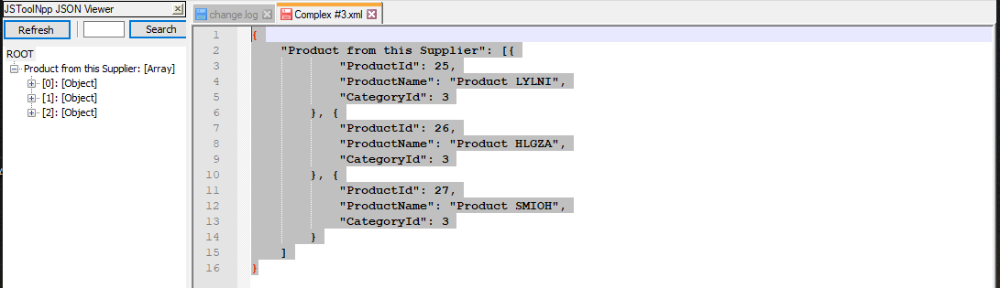 JSToolNpp JSON Viewer
Refresh
Search
ROOT
Product from this Supplier: [Array]
[0]: [Object]
[1]: [Object]
[2]: [Object]
change.log
Complex #3.xml
1 {
2 "Product from this Supplier": [{
3 "ProductId": 25,
4 "ProductName": "Product LYLNI",
5 "CategoryId": 3
6 }, {
7 "ProductId": 26,
8 "ProductName": "Product HLGZA",
9 "CategoryId": 3
10 }, {
11 "ProductId": 27,
12 "ProductName": "Product SMIOH",
13 "CategoryId": 3
14 }
15 ]
16 }